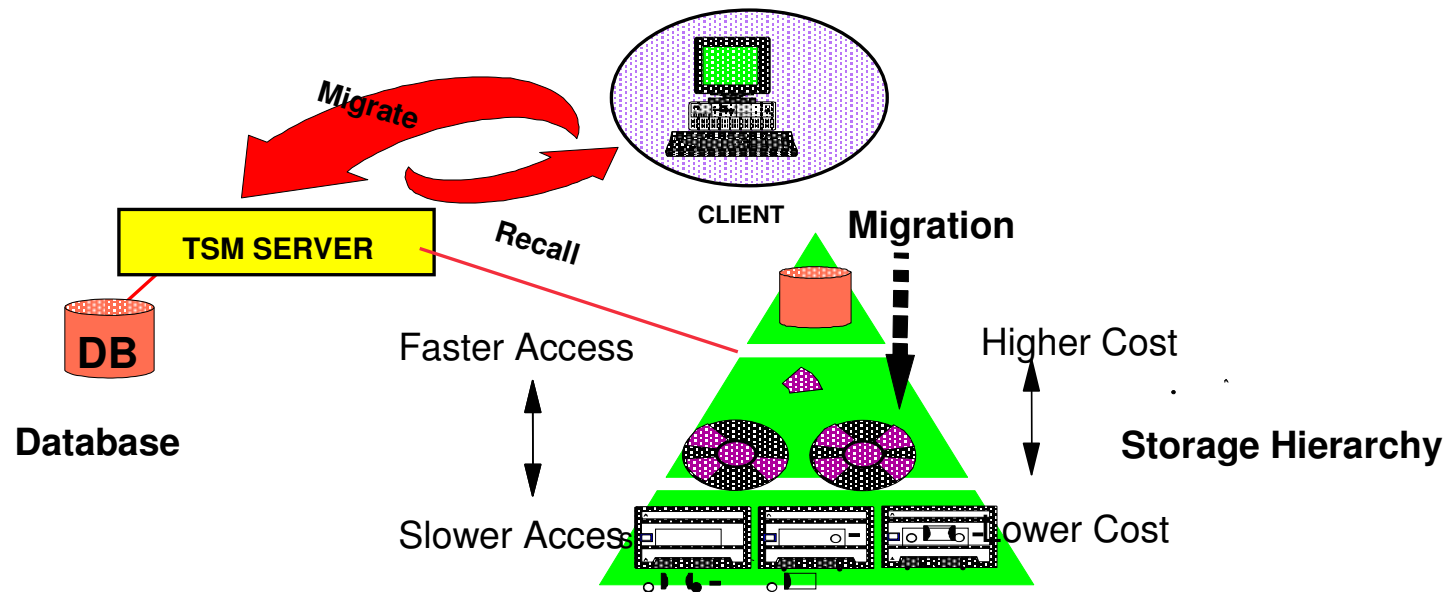 Migrate
CLIENT
Migration
TSM SERVER
Recall
DB
Faster Access
Higher Cost
Database
Storage Hierarchy
Slower Access
Lower Cost